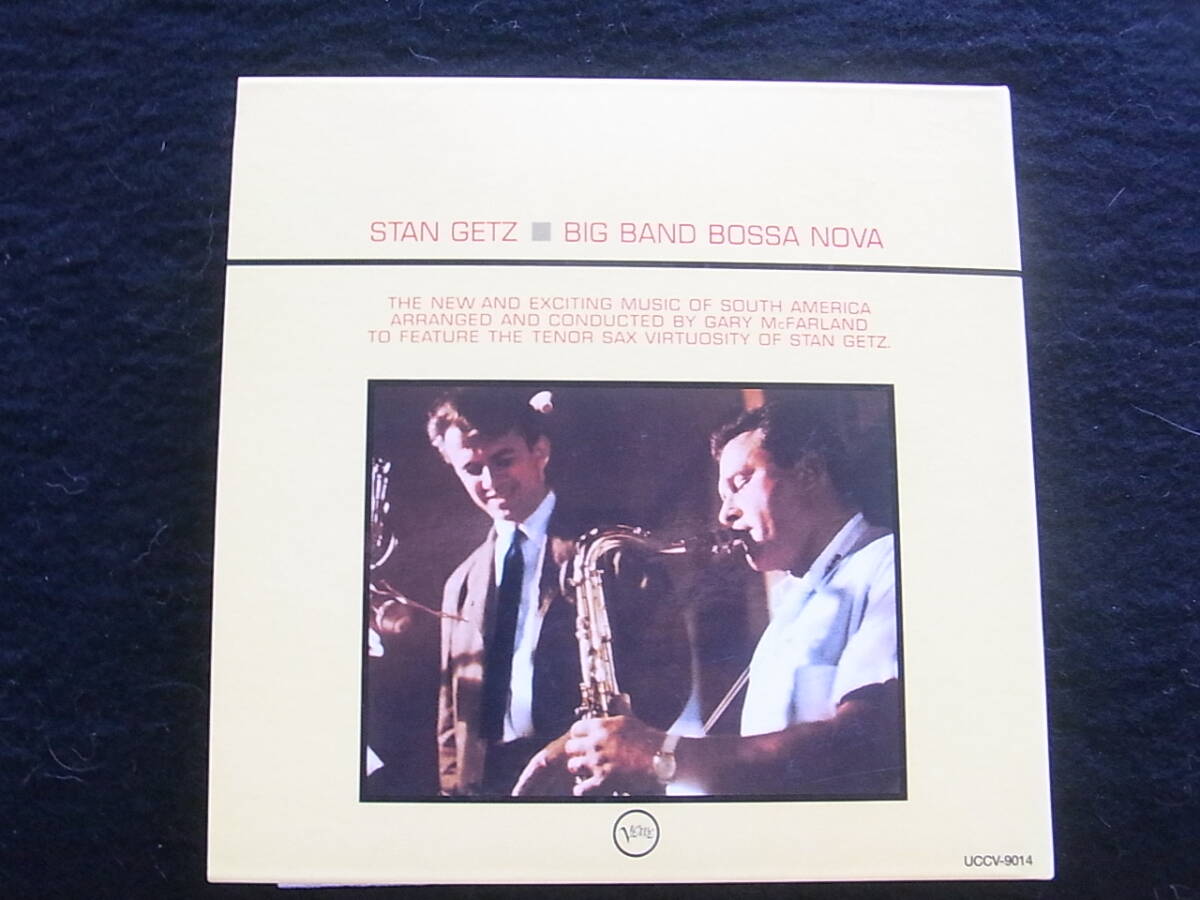 STAN GETZ ■ BIG BAND BOSSA NOVA
THE NEW AND EXCITING MUSIC OF SOUTH AMERICA
ARRANGED AND CONDUCTED BY GARY McFARLAND
TO FEATURE THE TENOR SAX VIRTUOSITY OF STAN GETZ.
Verve
UCCV-9014